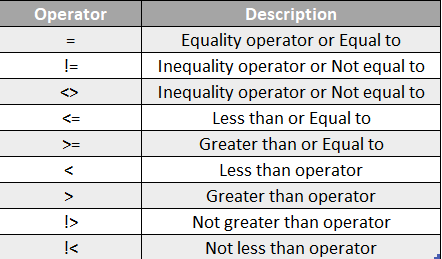 Operator Description
= Equality operator or Equal to
!= Inequality operator or Not equal to
<> Inequality operator or Not equal to
<= Less than or Equal to
>= Greater than or Equal to
< Less than operator
> Greater than operator
!> Not greater than operator
!< Not less than operator